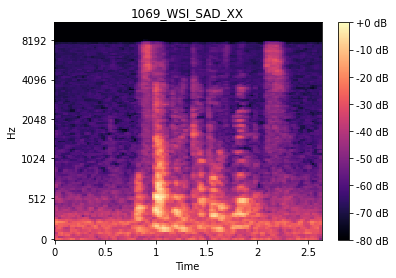 1069_WSI_SAD_XX
+0 dB
8192
-10 dB
4096
-20 dB
-30 dB
2048
Hz
-40 dB
1024
-50 dB
512
-60 dB
-70 dB
0
-80 dB
0
0.5
1
1.5
2
2.5
Time